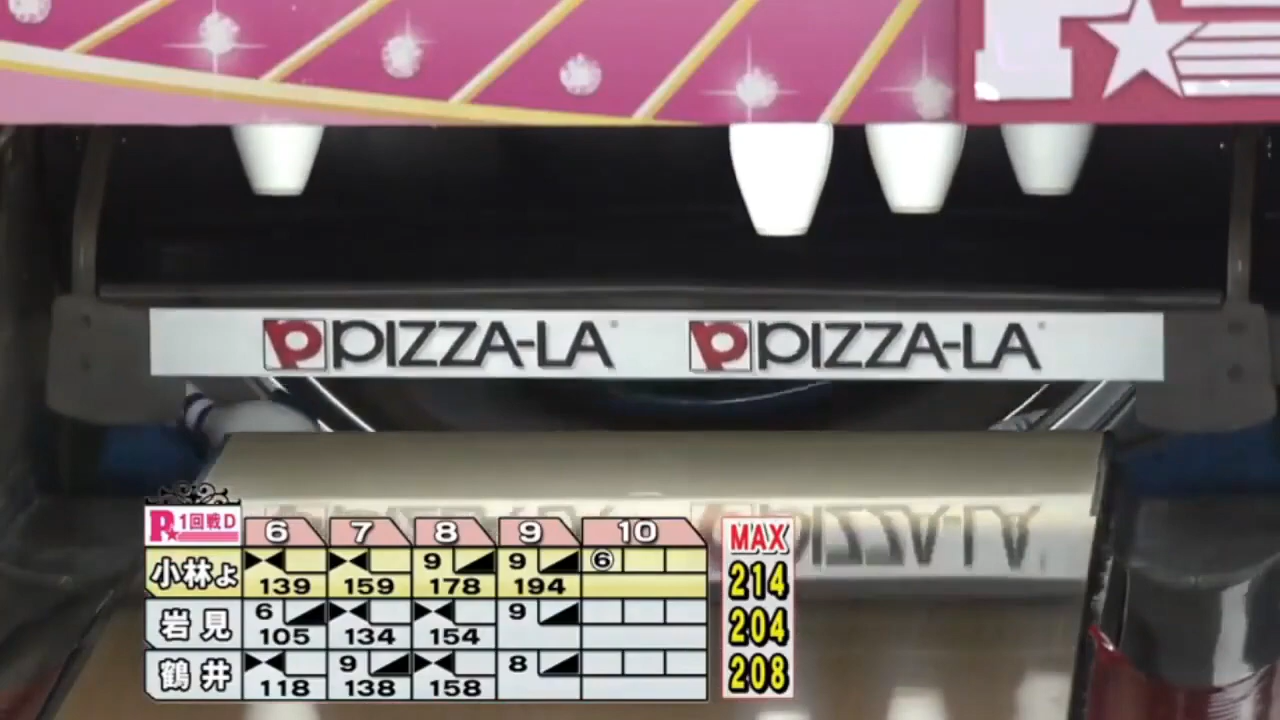 P
PIZZA-LA PIZZA-LA
P 1回戦D 6 7 8 9 10 MAX
小林よ 9 9 ⑥
139 159 178 194 214
岩見 6 9
105 134 154 204
鶴井 9 8
118 138 158 208